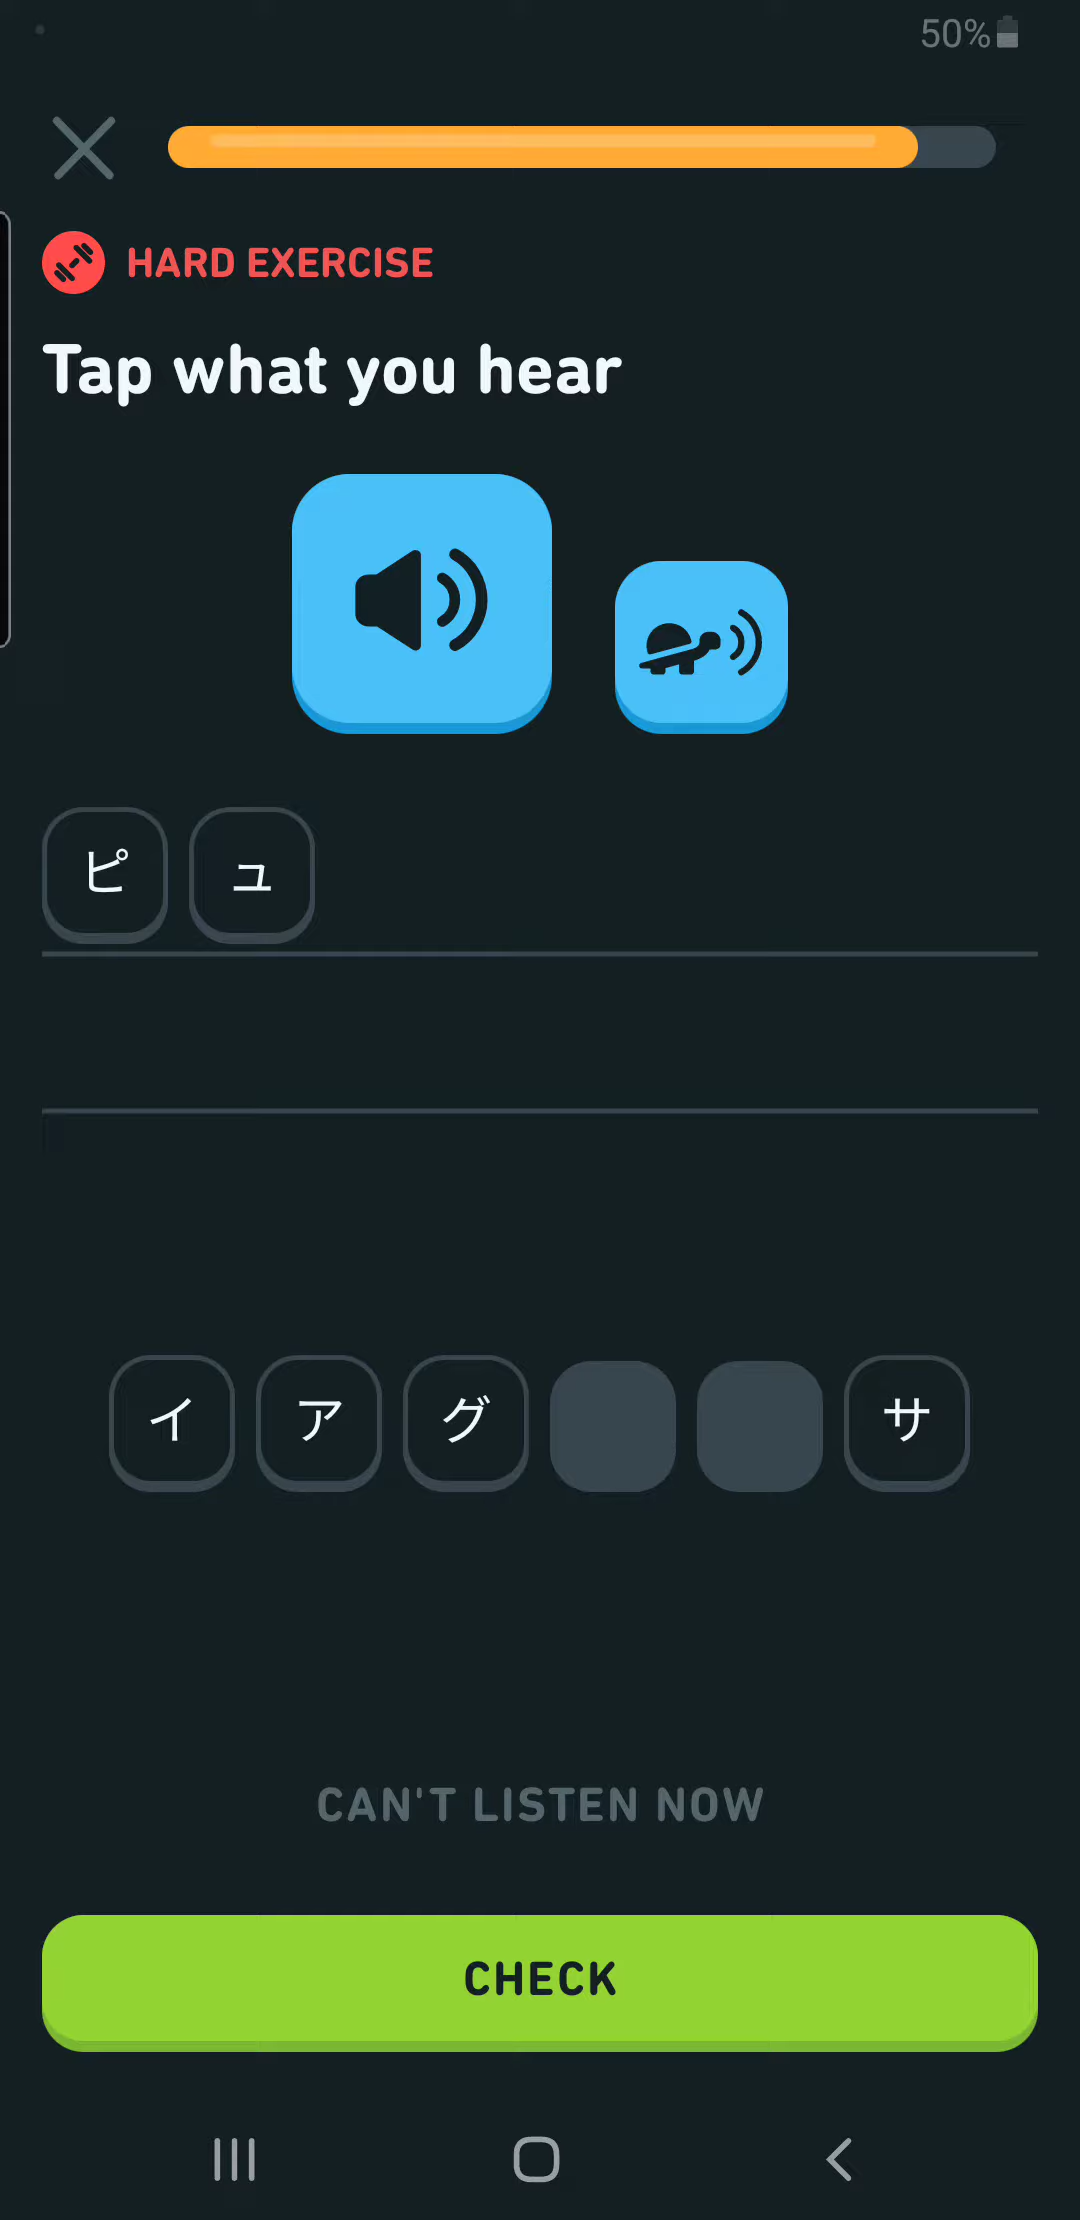 50%
HARD EXERCISE
Tap what you hear
ピ ュ
イ ア グ サ
CAN'T LISTEN NOW
CHECK